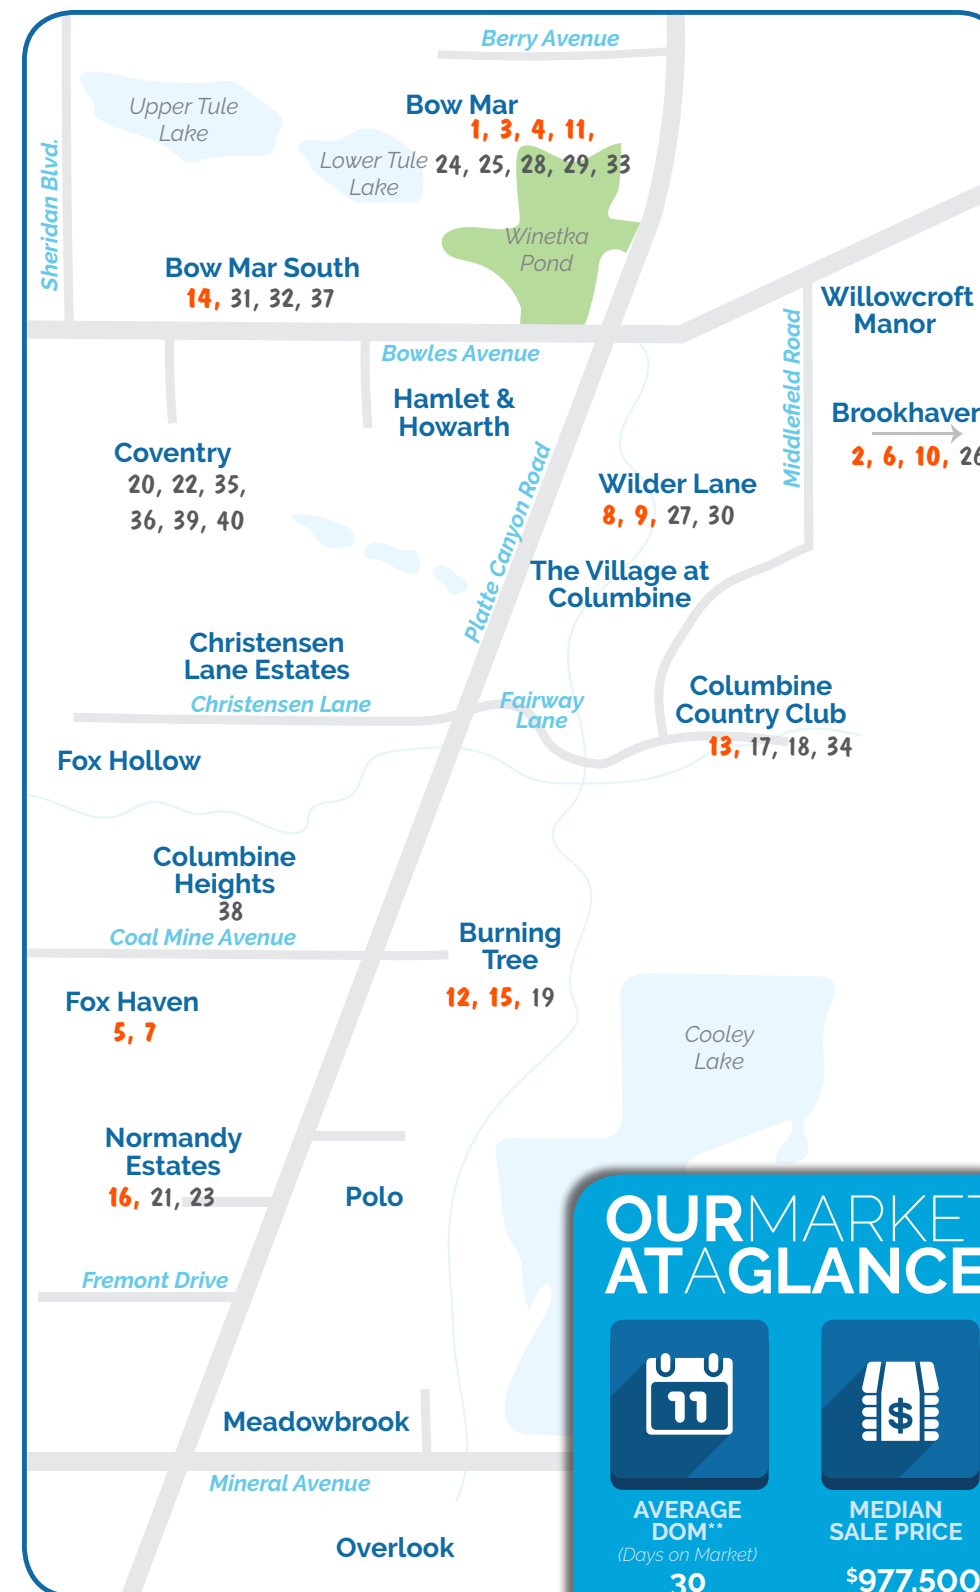 Berry Avenue
Upper Tule
Lake
Bow Mar
1, 3, 4, 11,
24, 25, 28, 29, 33
Lower Tule
Lake
Sheridan Blvd.
Winetka
Pond
Bow Mar South
14, 31, 32, 37
Willowcroft
Manor
Bowles Avenue
Middlefield Road
Hamlet &
Howarth
Brookhaven
2, 6, 10, 26
Coventry
20, 22, 35,
36, 39, 40
Platte Canyon Road
Wilder Lane
8, 9, 27, 30
The Village at
Columbine
Christensen
Lane Estates
Christensen Lane
Fairway
Lane
Columbine
Country Club
13, 17, 18, 34
Fox Hollow
Columbine
Heights
38
Coal Mine Avenue
Burning
Tree
12, 15, 19
Fox Haven
5, 7
Cooley
Lake
Normandy
Estates
16, 21, 23
Polo
Fremont Drive
Meadowbrook
Mineral Avenue
Overlook
OURMARKET
ATAGLANCE
11
$
AVERAGE
DOM**
(Days on Market)
30
MEDIAN
SALE PRICE
$977,500